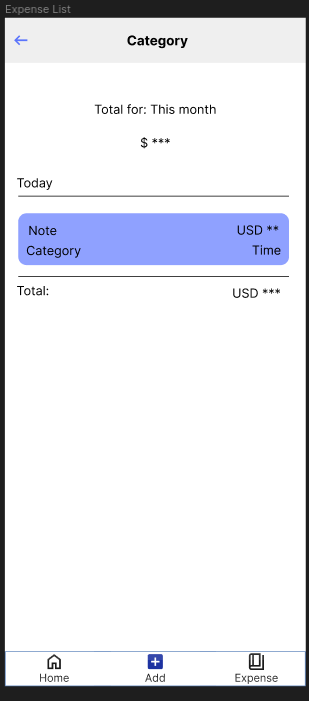 Expense List
Category
Total for: This month
$ ***
Today
Note USD **
Category Time
Total: USD ***
Home Add Expense